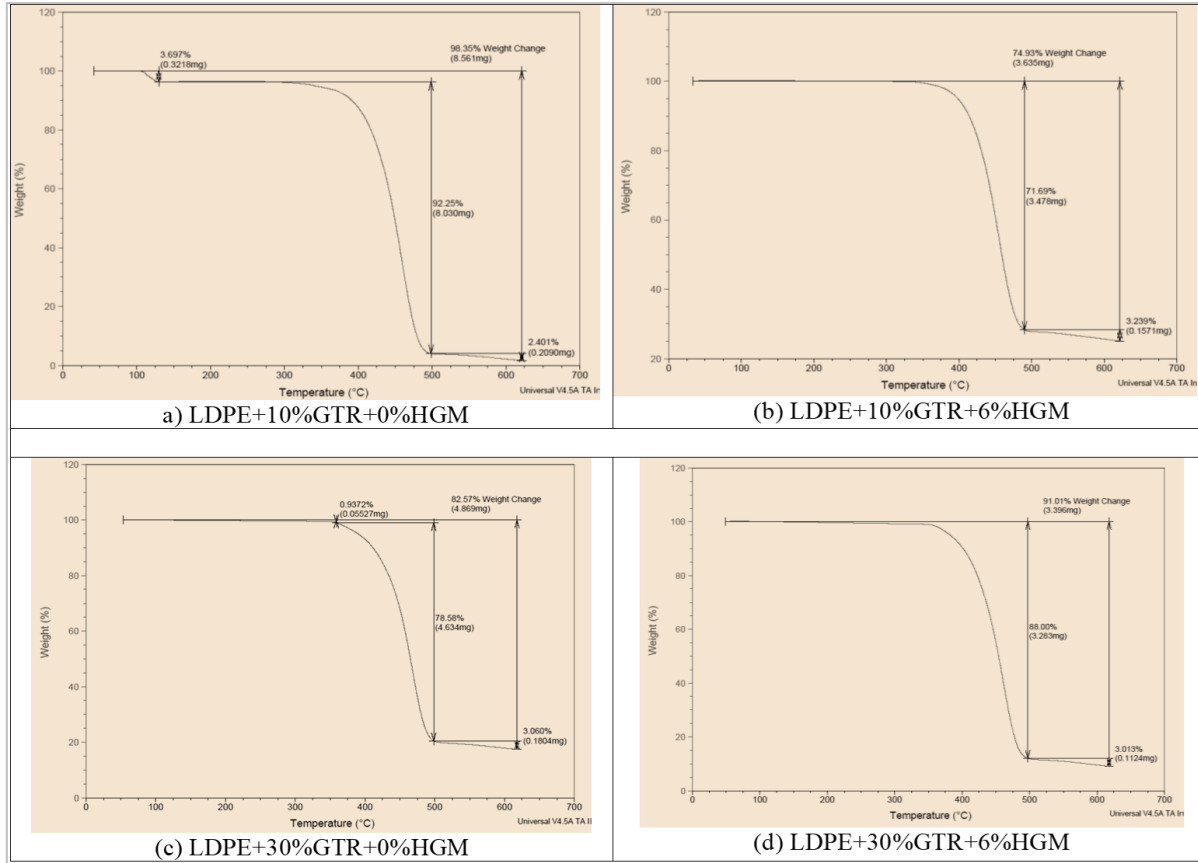 120
3.697%
(0.3218mg)
98.35% Weight Change
(8.561mg)
100
80
60
Weight (%)
92.25%
(8.030mg)
40
20
2.401%
(0.2090mg)
0
0 100 200 300 400 500 600 700
Temperature (°C)
Universal V4.5A TA In
a) LDPE+10%GTR+0%HGM
120
74.93% Weight Change
(3.635mg)
100
80
Weight (%)
71.69%
(3.478mg)
60
40
3.239%
(0.1571mg)
20
0 100 200 300 400 500 600 700
Temperature (°C)
Universal V4.5A TA In
(b) LDPE+10%GTR+6%HGM
120
0.9372%
(0.05527mg)
82.57% Weight Change
(4.869mg)
100
80
60
Weight (%)
78.58%
(4.634mg)
40
20
3.060%
(0.1804mg)
0
0 100 200 300 400 500 600 700
Temperature (°C)
Universal V4.5A TA II
(c) LDPE+30%GTR+0%HGM
120
91.01% Weight Change
(3.396mg)
100
80
60
Weight (%)
88.00%
(3.283mg)
40
20
3.013%
(0.1124mg)
0
0 100 200 300 400 500 600 700
Temperature (°C)
Universal V4.5A TA In
(d) LDPE+30%GTR+6%HGM